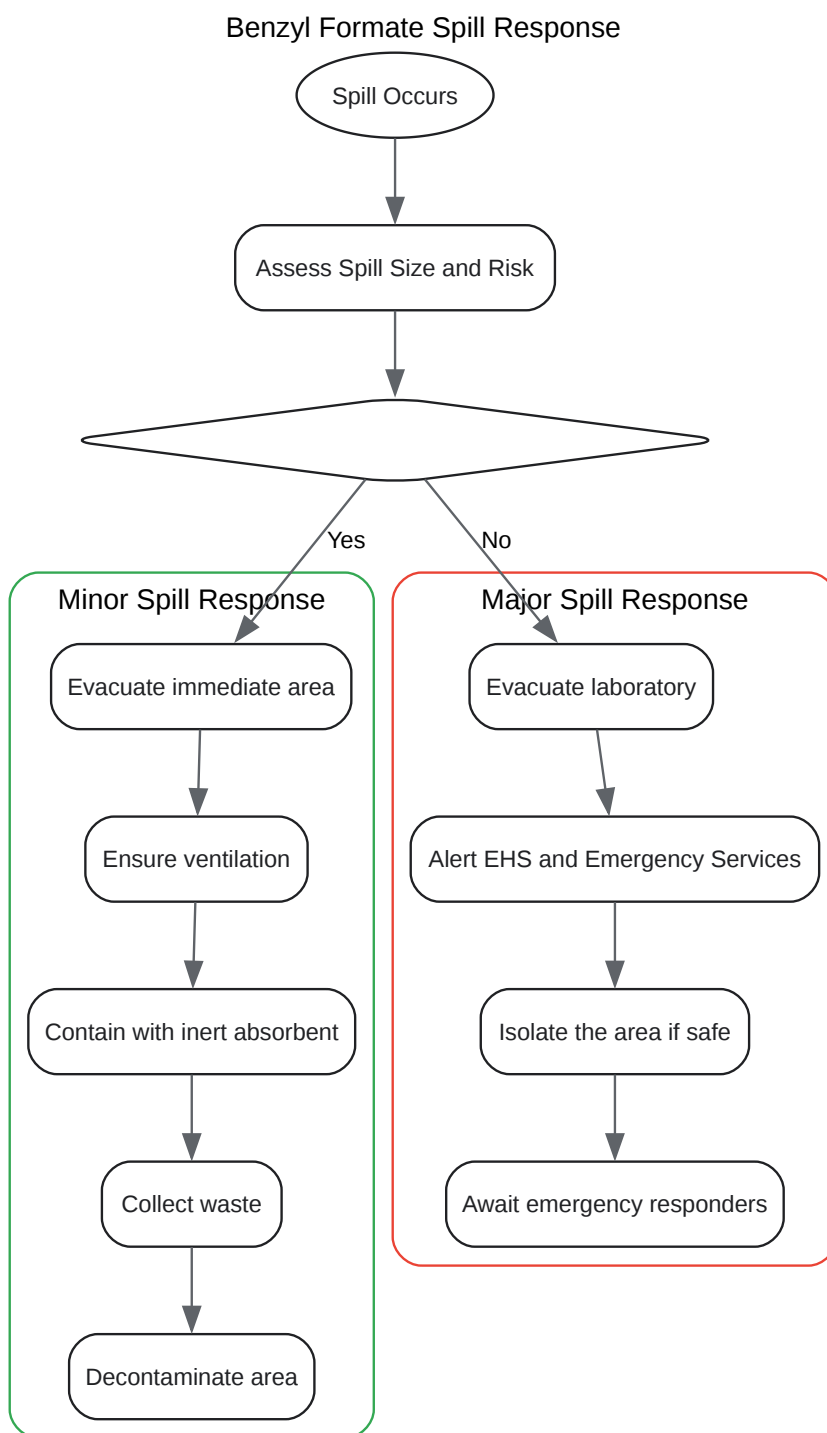 Benzyl Formate Spill Response
Spill Occurs
Assess Spill Size and Risk
Yes
No
Minor Spill Response
Evacuate immediate area
Ensure ventilation
Contain with inert absorbent
Collect waste
Decontaminate area
Major Spill Response
Evacuate laboratory
Alert EHS and Emergency Services
Isolate the area if safe
Await emergency responders